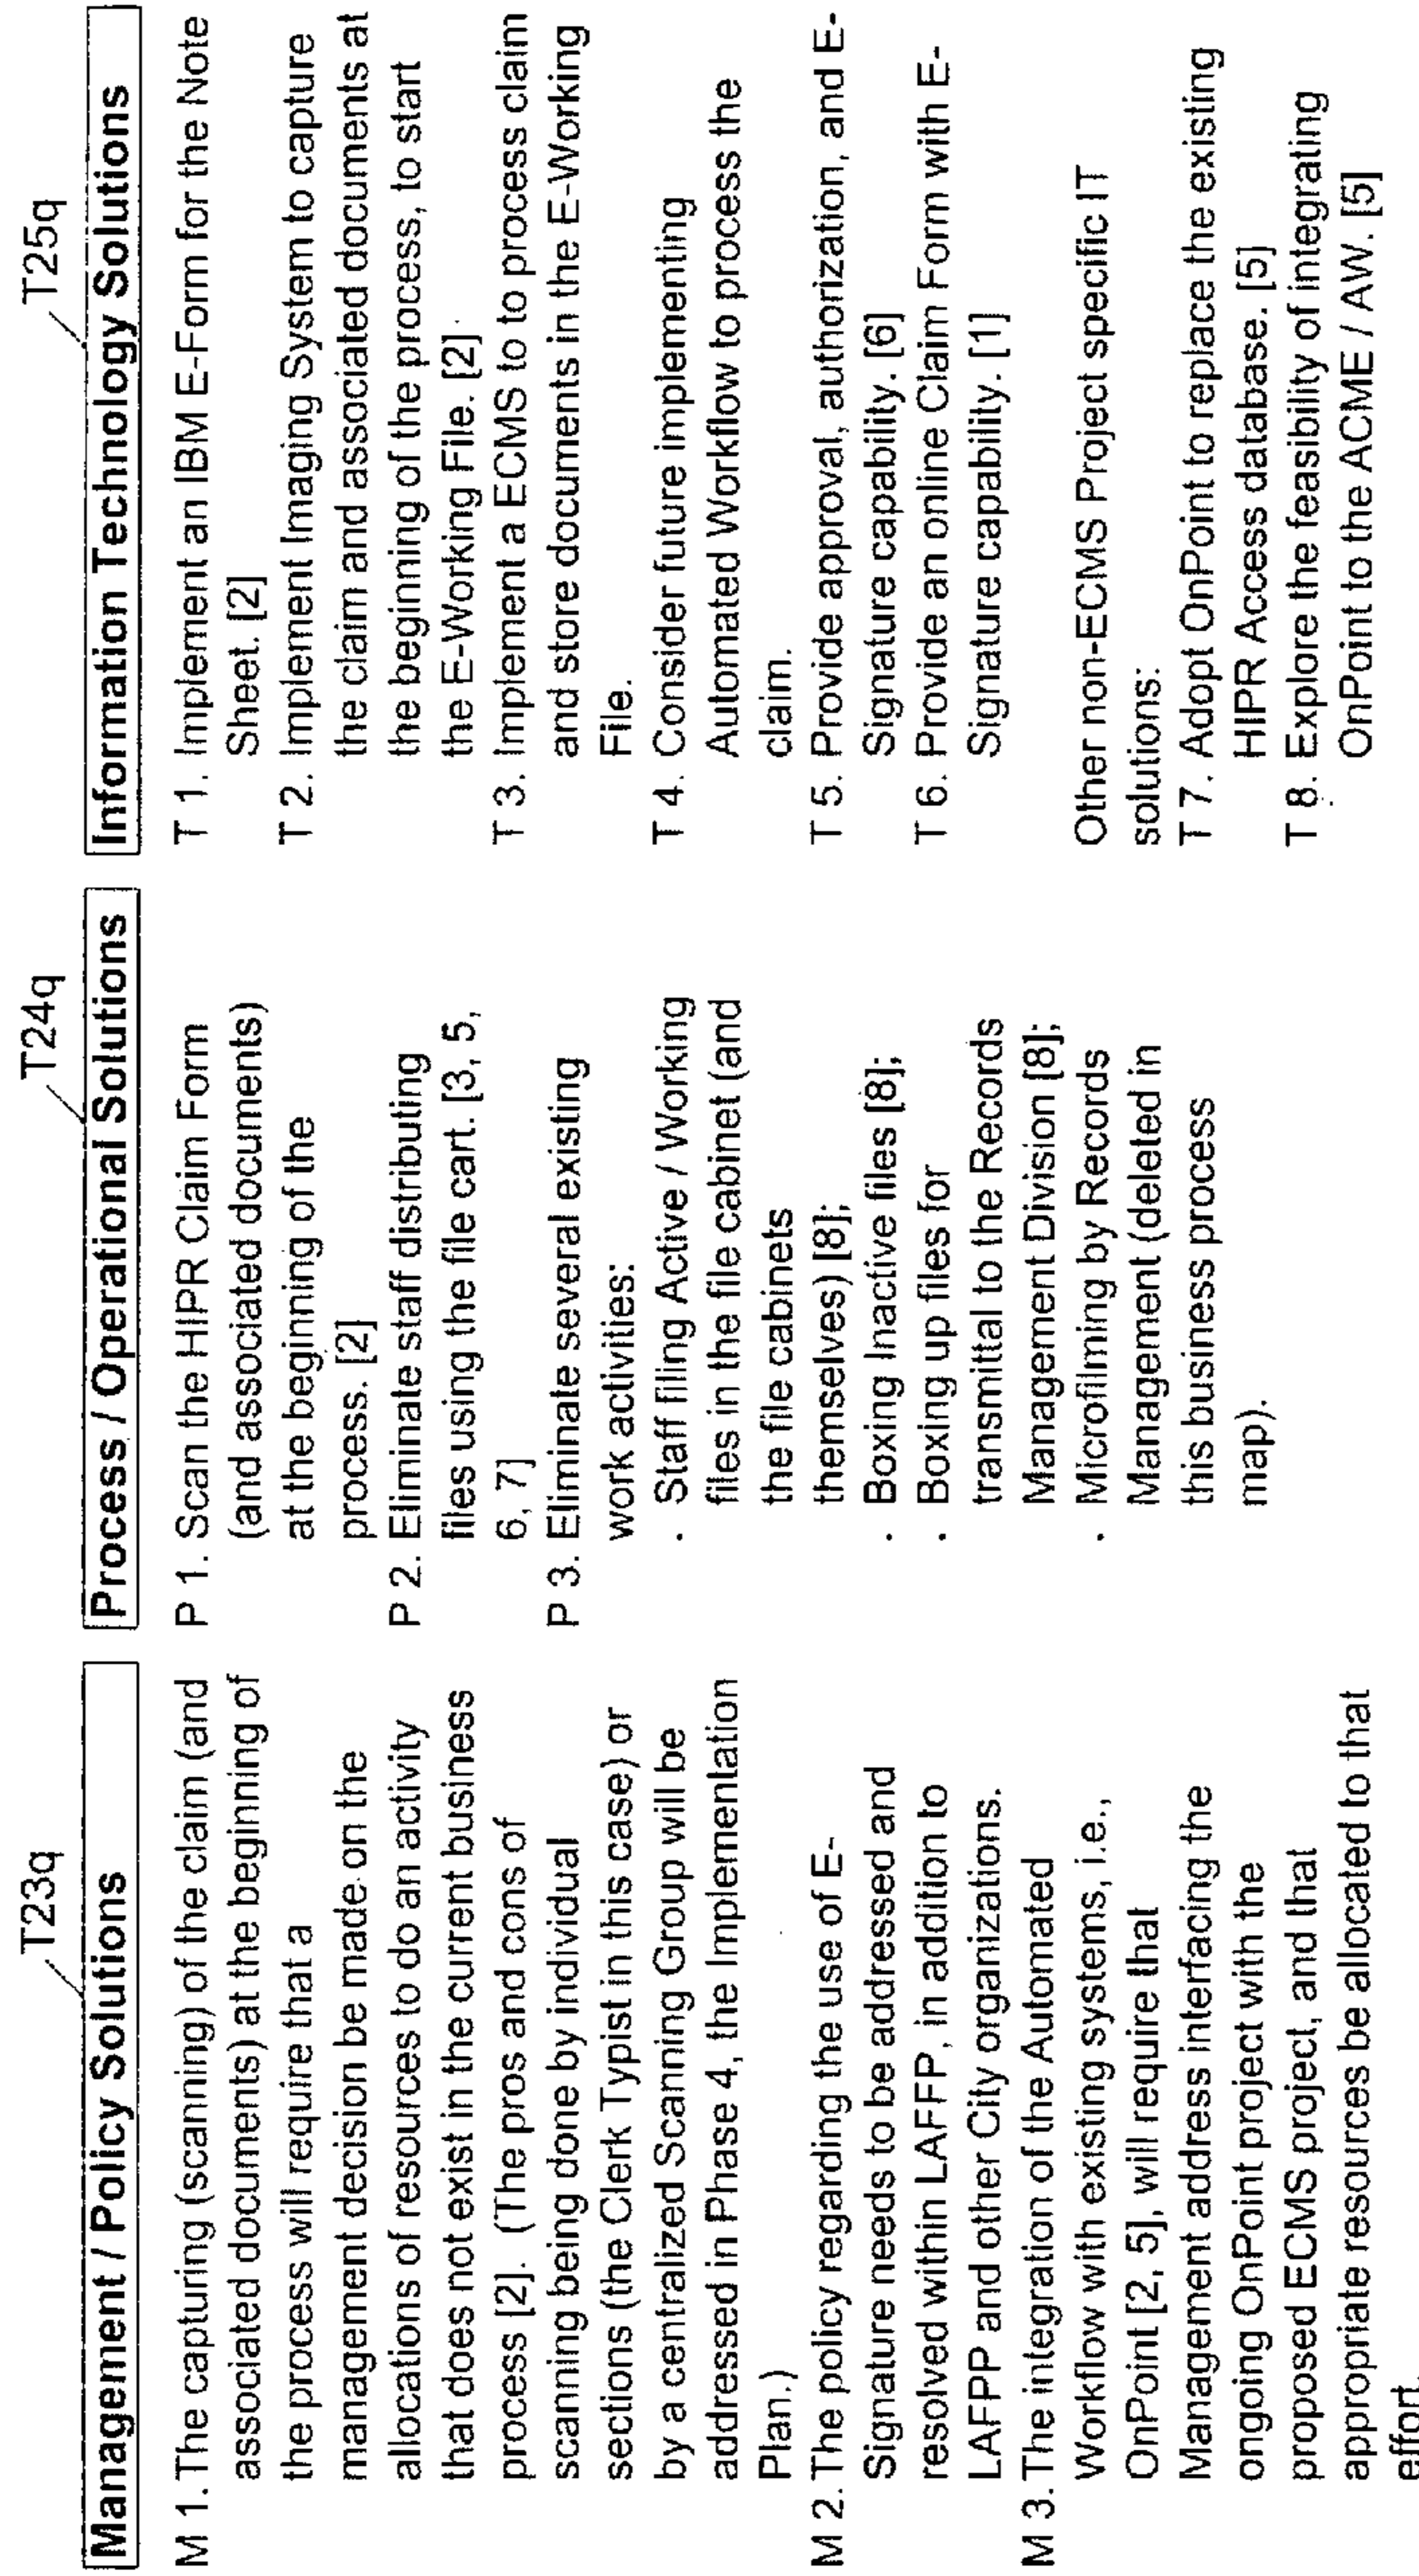 T23q
Management / Policy Solutions
M 1. The capturing (scanning) of the claim (and
associated documents) at the beginning of
the process will require that a
management decision be made on the
allocations of resources to do an activity
that does not exist in the current business
process [2]. (The pros and cons of
scanning being done by individual
sections (the Clerk Typist in this case) or
by a centralized Scanning Group will be
addressed in Phase 4, the Implementation
Plan.)
M 2. The policy regarding the use of E-
Signature needs to be addressed and
resolved within LAFFP, in addition to
LAFPP and other City organizations.
M 3. The integration of the Automated
Workflow with existing systems, i.e.,
OnPoint [2, 5], will require that
Management address interfacing the
ongoing OnPoint project with the
proposed ECMS project, and that
appropriate resources be allocated to that
effort.
T24q
Process / Operational Solutions
P 1. Scan the HIPR Claim Form
(and associated documents)
at the beginning of the
process. [2]
P 2. Eliminate staff distributing
files using the file cart. [3, 5,
6, 7]
P 3. Eliminate several existing
work activities:
· Staff filing Active / Working
files in the file cabinet (and
the file cabinets
themselves) [8];
· Boxing Inactive files [8];
· Boxing up files for
transmittal to the Records
Management Division [8];
· Microfilming by Records
Management (deleted in
this business process
map).
T25q
Information Technology Solutions
T 1. Implement an IBM E-Form for the Note
Sheet. [2]
T 2. Implement Imaging System to capture
the claim and associated documents at
the beginning of the process, to start
the E-Working File. [2]
T 3. Implement a ECMS to to process claim
and store documents in the E-Working
File.
T 4. Consider future implementing
Automated Workflow to process the
claim.
T 5. Provide approval, authorization, and E-
Signature capability. [6]
T 6. Provide an online Claim Form with E-
Signature capability. [1]
Other non-ECMS Project specific IT
solutions:
T 7. Adopt OnPoint to replace the existing
HIPR Access database. [5]
T 8. Explore the feasibility of integrating
OnPoint to the ACME / AW. [5]